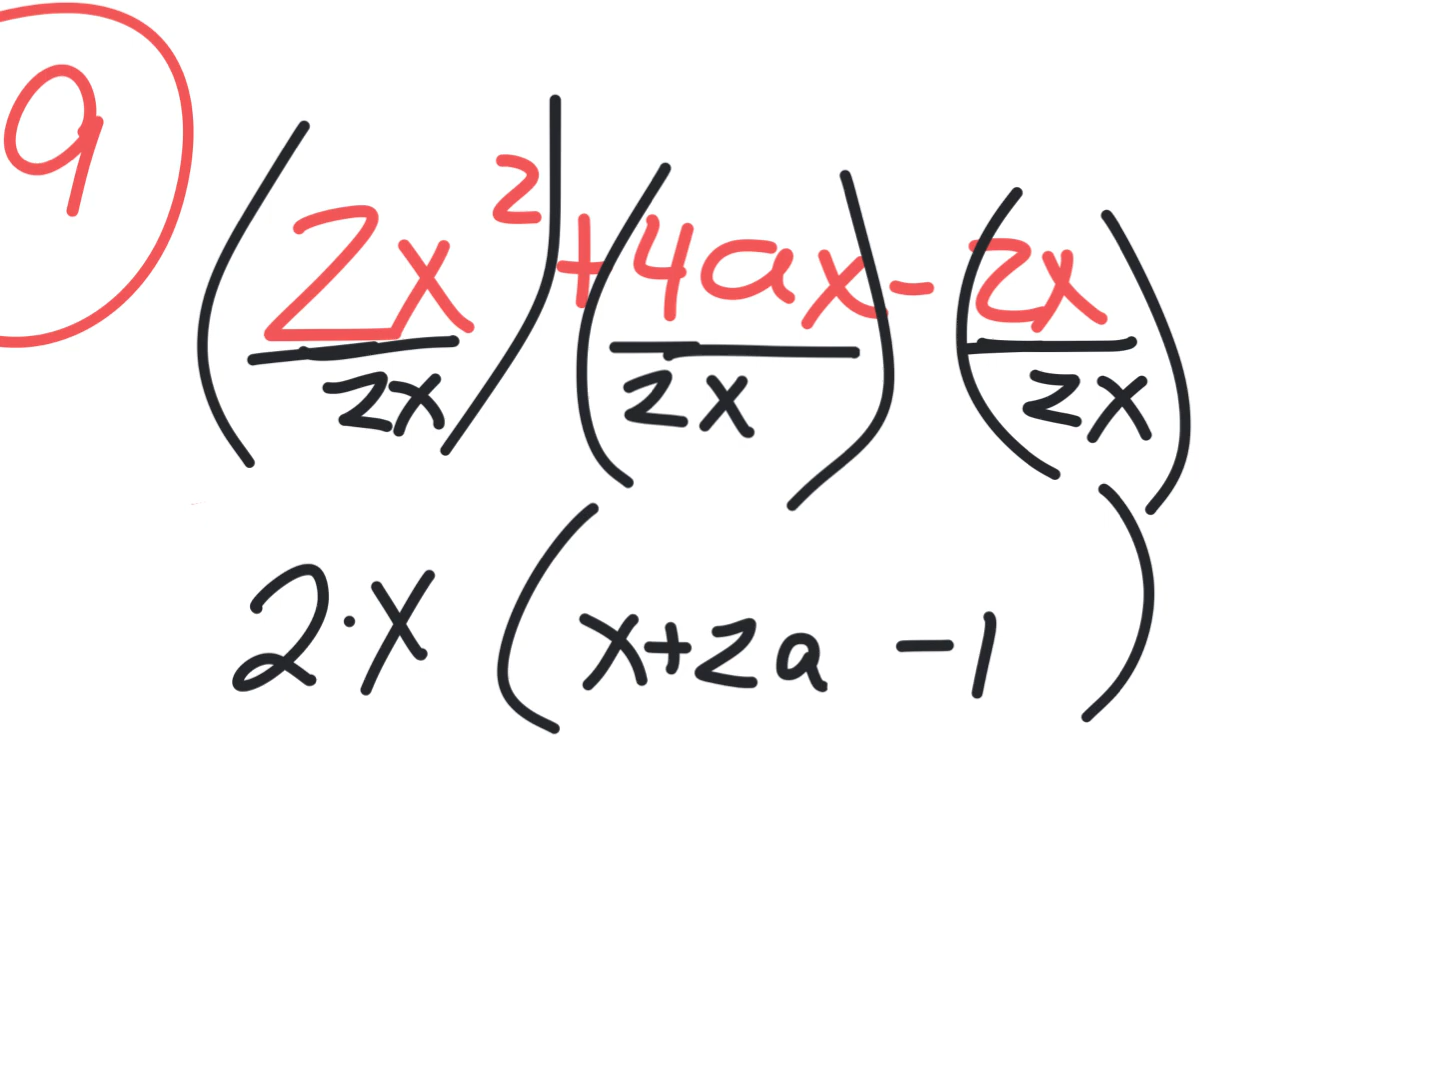 9
(2x²/2x) + (4ax/2x) - (2x/2x)
2·x (x+2a -1)